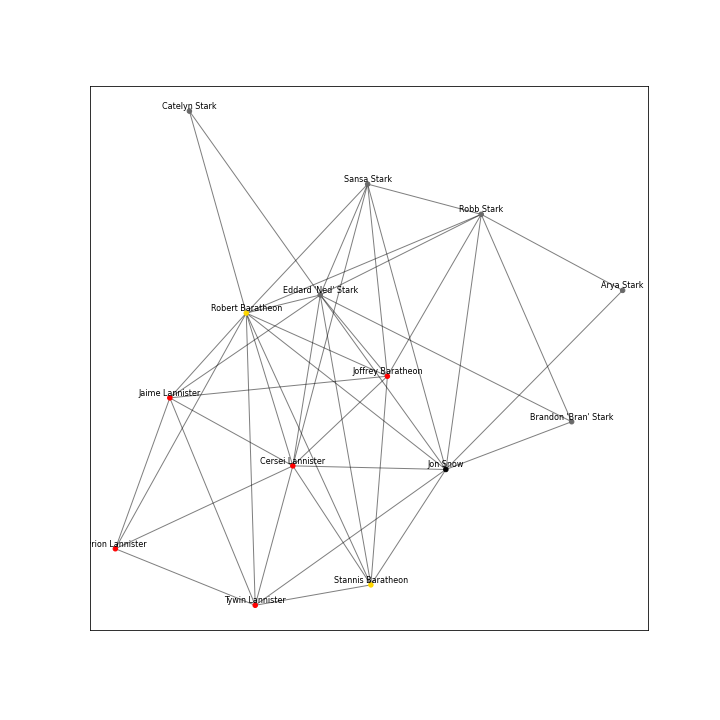 Catelyn Stark
Sansa Stark
Robb Stark
Arya Stark
Eddard 'Ned' Stark
Robert Baratheon
Joffrey Baratheon
Jaime Lannister
Brandon 'Bran' Stark
Cersei Lannister
Jon Snow
rion Lannister
Stannis Baratheon
Tywin Lannister